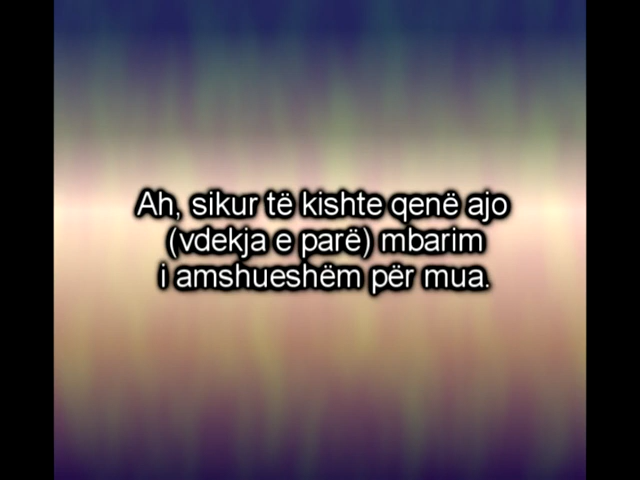 Ah, sikur të kishte qenë ajo
(vdekja e parë) mbarim
i amshueshëm për mua.